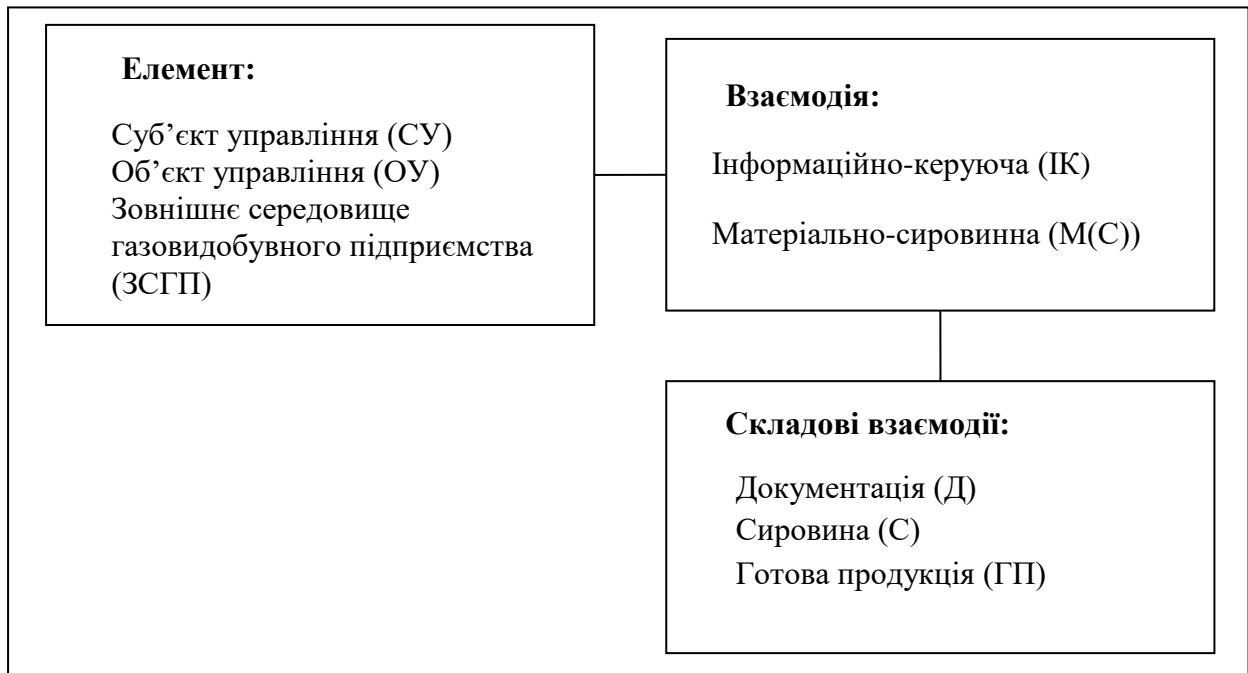 Елемент:
Суб’єкт управління (СУ)
Об’єкт управління (ОУ)
Зовнішнє середовище
газовидобувного підприємства
(ЗСГП)
Взаємодія:
Інформаційно-керуюча (ІК)
Матеріально-сировинна (М(С))
Складові взаємодії:
Документація (Д)
Сировина (С)
Готова продукція (ГП)